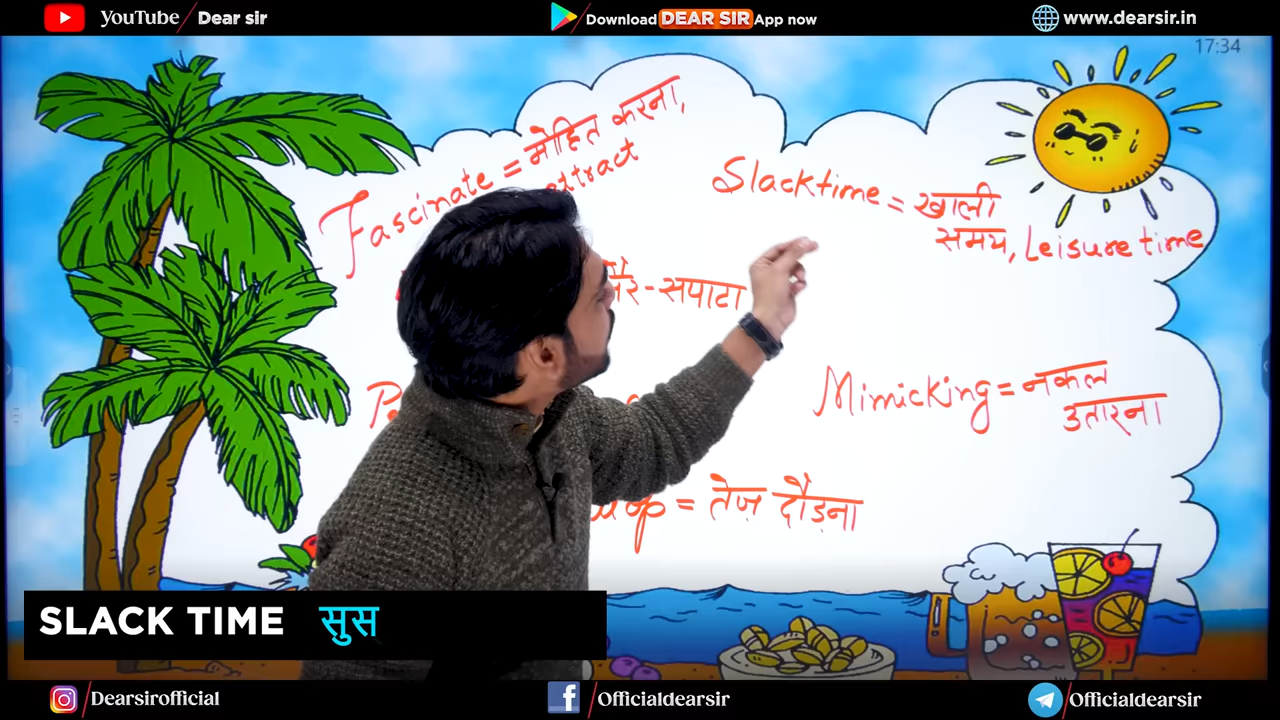 YouTube Dear sir
Download DEAR SIR App now
www.dearsir.in
17:34
Fascinate = मोहित करना,
attract
Slacktime = खाली
समय, Leisure time
-सपाटा
Mimicking = नकल
उतारना
= तेज़ दौड़ना
SLACK TIME सुस
Dearsirofficial
Officialdearsir
Officialdearsir